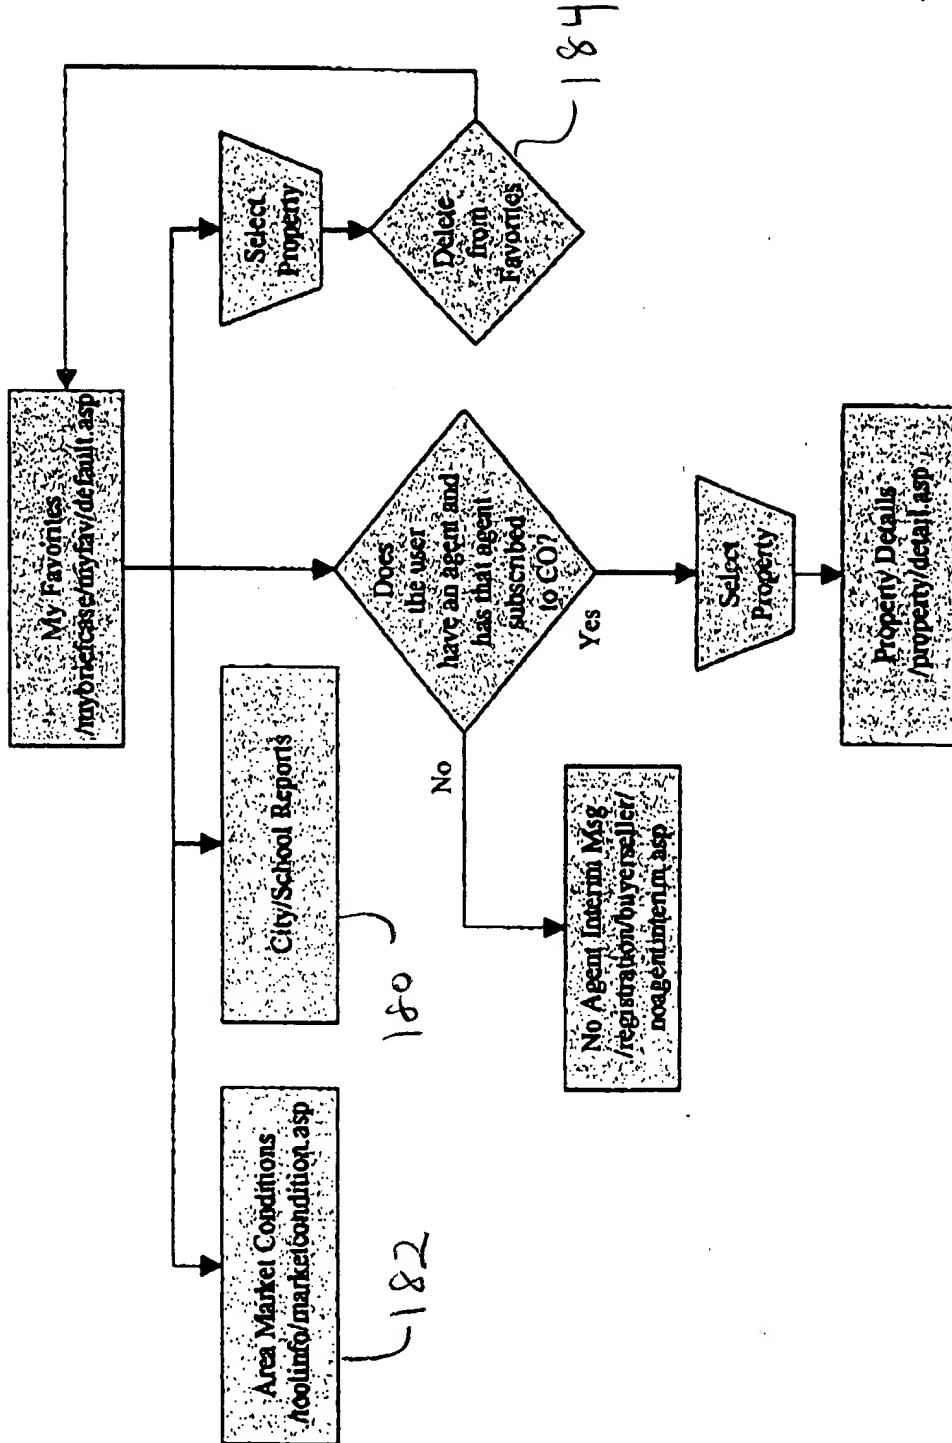 My Favorites
/mybriefcase/myfav/default.asp
Area Market Conditions
/toolinfo/marketcondition.asp
182
City/School Reports
180
Does
the user
have an agent and
has that agent
subscribed
to CO?
No
Yes
No Agent Interim Msg
/registration/buyerseller/
noagentinterim.asp
Select
Property
Property Details
/property/detail.asp
Select
Property
Delete
from
Favorites
184